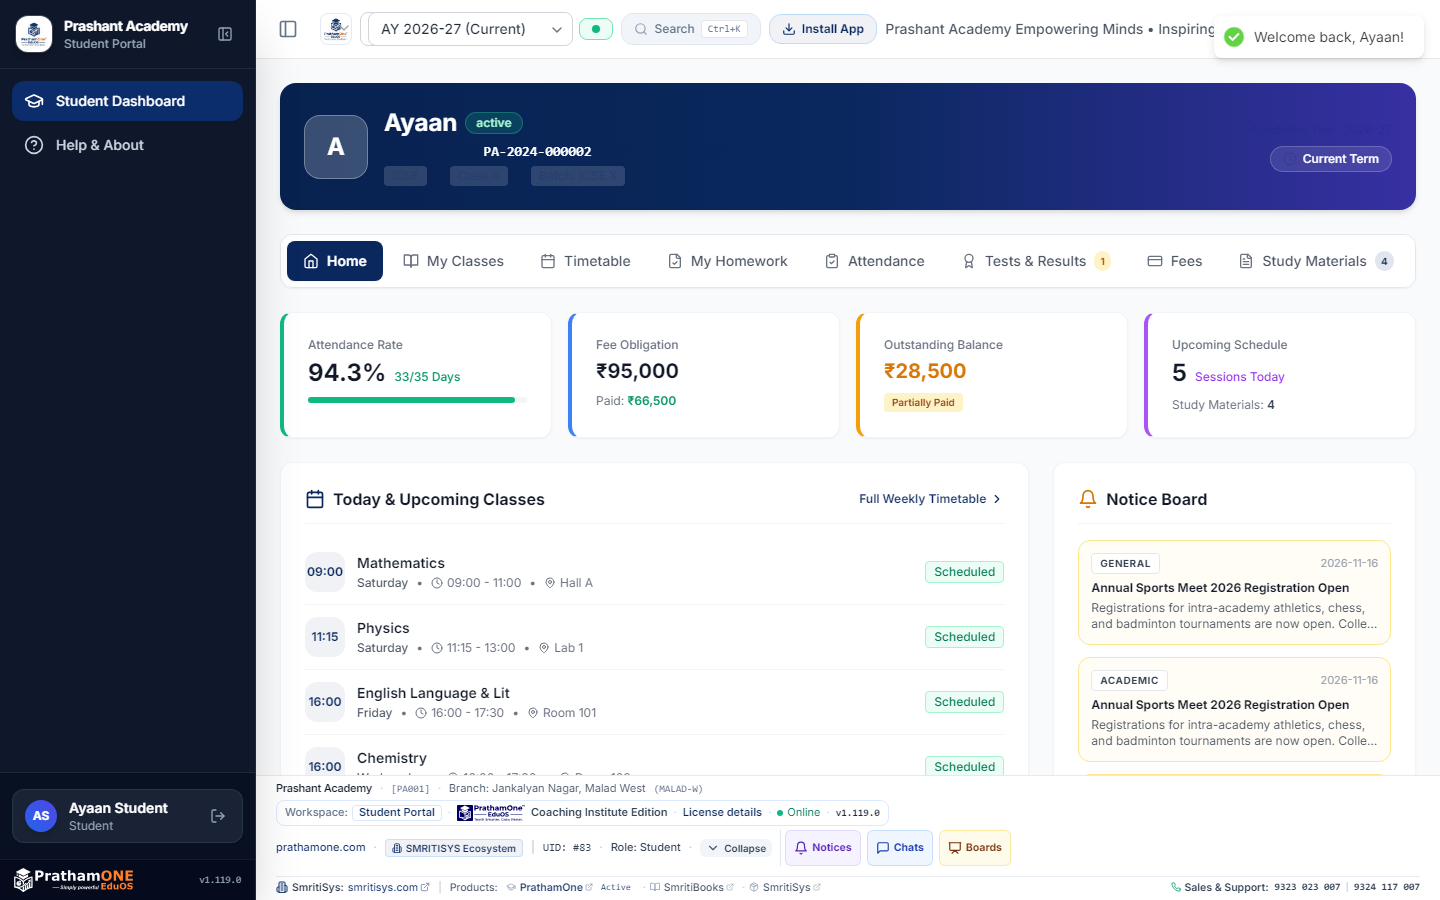 Prashant Academy
Student Portal
Student Dashboard
Help & About
AS
Ayaan Student
Student
PrathamONE
Simply powerful EduOS
v1.119.0
AY 2026-27 (Current)
Search Ctrl+K
Install App
Prashant Academy Empowering Minds • Inspiring
Welcome back, Ayaan!
A
Ayaan active
PA-2024-000002
Current Term
Home
My Classes
Timetable
My Homework
Attendance
Tests & Results 1
Fees
Study Materials 4
Attendance Rate
94.3% 33/35 Days
Fee Obligation
₹95,000
Paid: ₹66,500
Outstanding Balance
₹28,500
Partially Paid
Upcoming Schedule
5 Sessions Today
Study Materials: 4
Today & Upcoming Classes
Full Weekly Timetable
09:00
Mathematics
Saturday • 09:00 - 11:00 • Hall A
Scheduled
11:15
Physics
Saturday • 11:15 - 13:00 • Lab 1
Scheduled
16:00
English Language & Lit
Friday • 16:00 - 17:30 • Room 101
Scheduled
16:00
Chemistry
Scheduled
Notice Board
GENERAL 2026-11-16
Annual Sports Meet 2026 Registration Open
Registrations for intra-academy athletics, chess,
and badminton tournaments are now open. Colle...
ACADEMIC 2026-11-16
Annual Sports Meet 2026 Registration Open
Registrations for intra-academy athletics, chess,
and badminton tournaments are now open. Colle...
Prashant Academy · [PA001] · Branch: Jankalyan Nagar, Malad West (MALAD-W)
Workspace: Student Portal · PrathamOne EduOS Coaching Institute Edition · License details · Online · v1.119.0
prathamone.com · SMRITISYS Ecosystem | UID: #83 · Role: Student · Collapse
Notices
Chats
Boards
SmritiSys: smritisys.com | Products: PrathamOne Active · SmritiBooks · SmritiSys
Sales & Support: 9323 023 007 | 9324 117 007